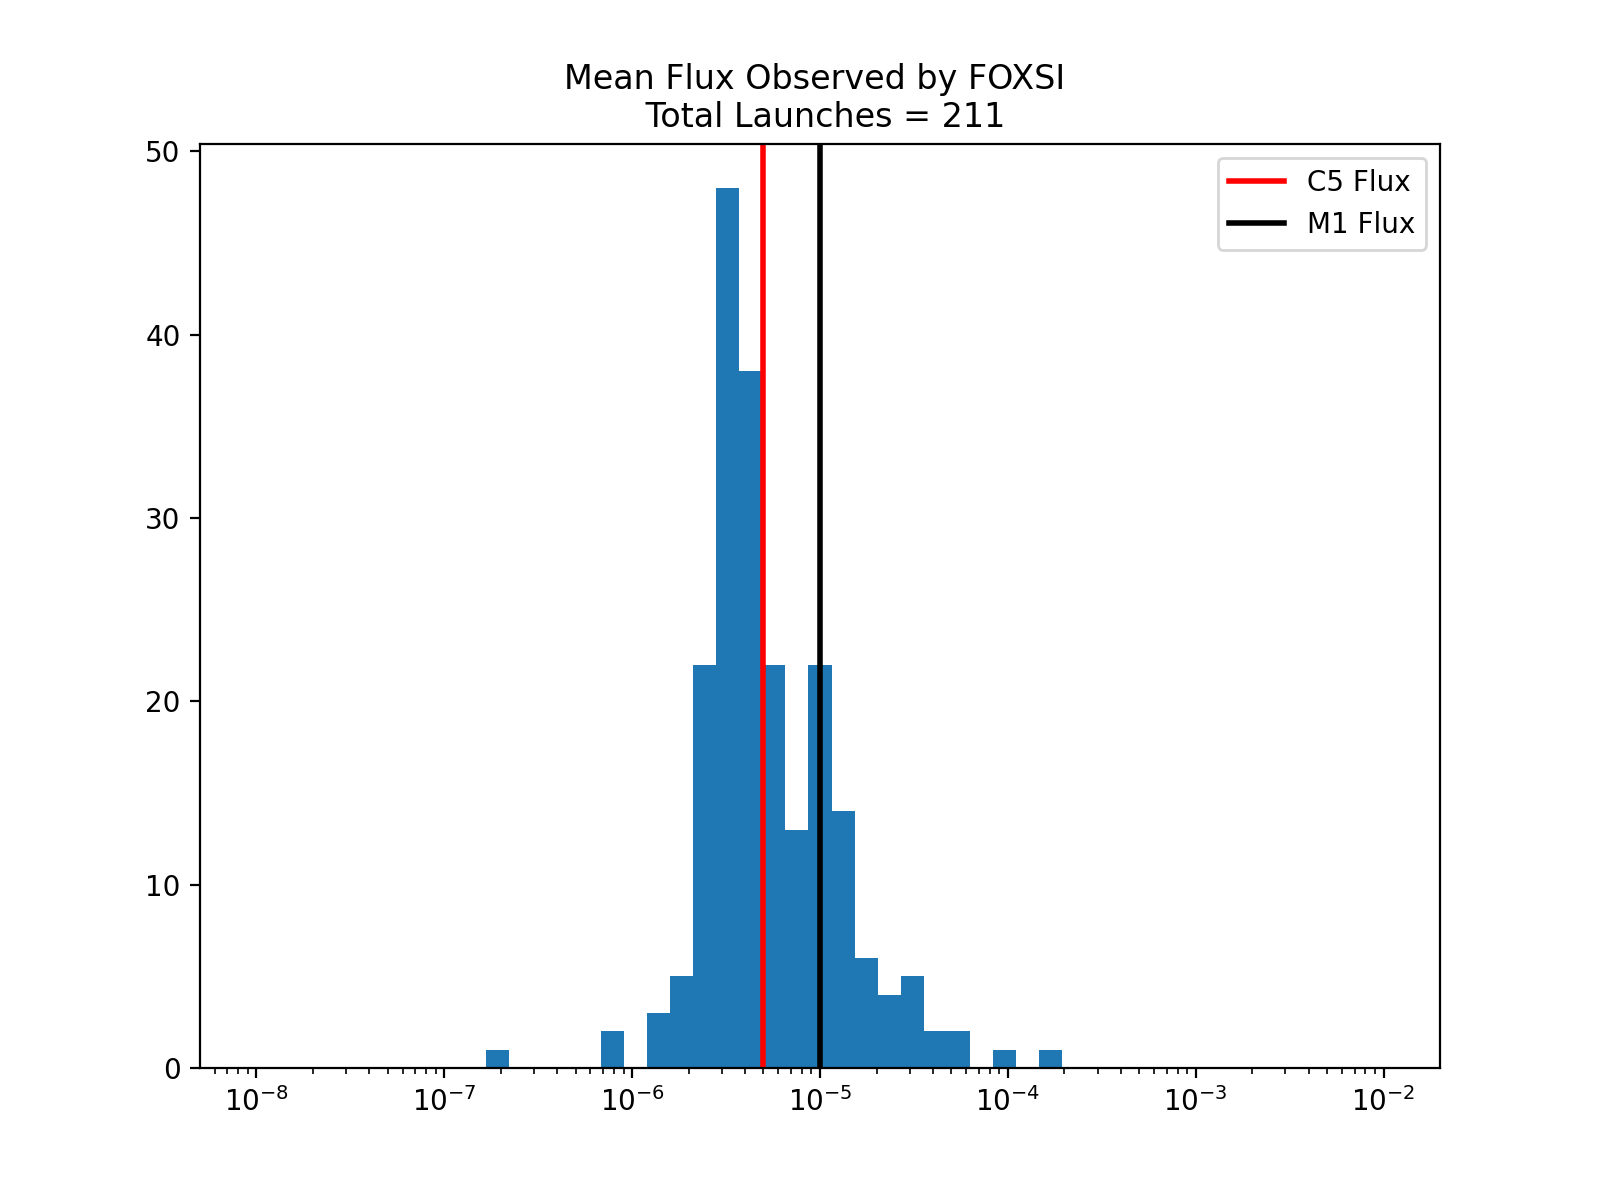 Mean Flux Observed by FOXSI
Total Launches = 211
C5 Flux
M1 Flux
50
40
30
20
10
0
10⁻⁸ 10⁻⁷ 10⁻⁶ 10⁻⁵ 10⁻⁴ 10⁻³ 10⁻²